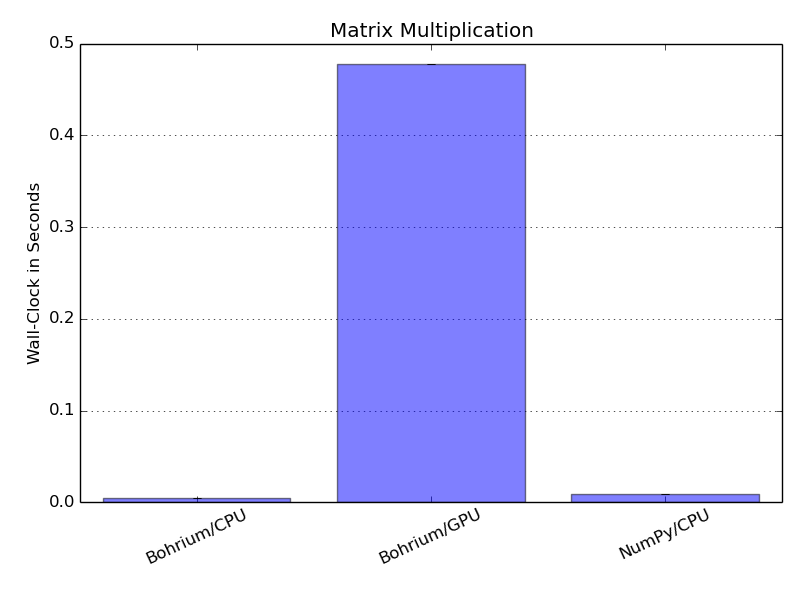 Matrix Multiplication
Wall-Clock in Seconds
0.5
0.4
0.3
0.2
0.1
0.0
Bohrium/CPU
Bohrium/GPU
NumPy/CPU